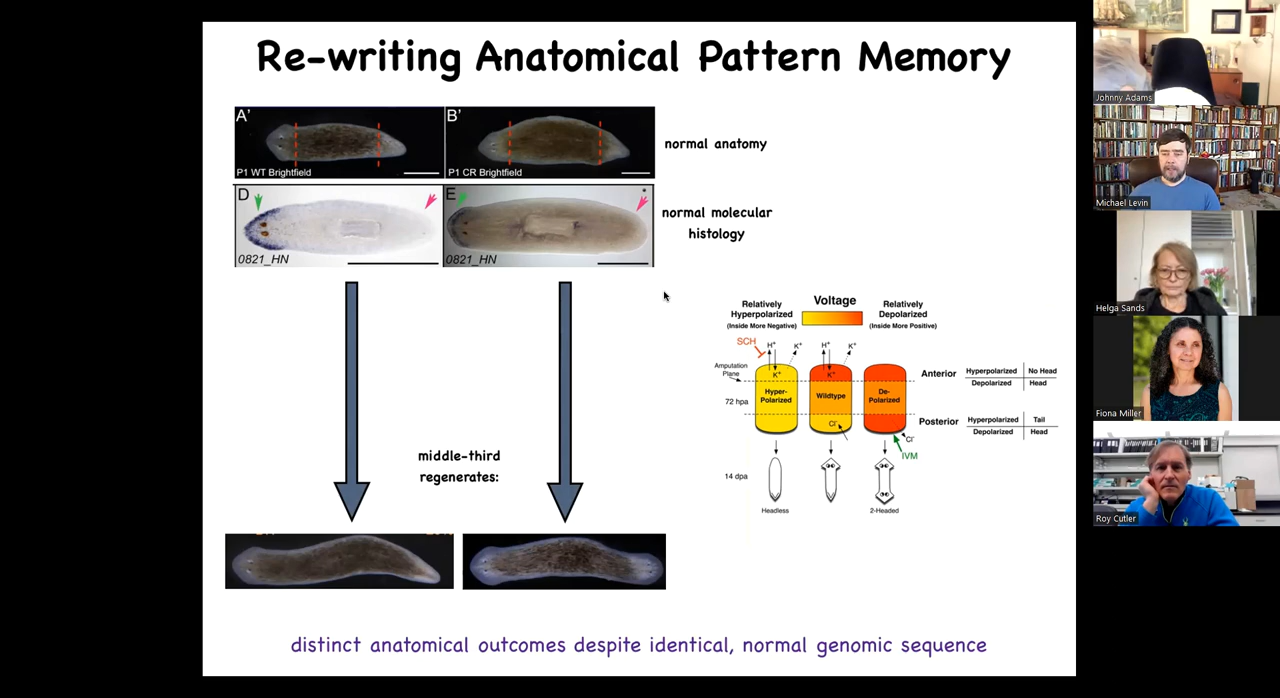 Re-writing Anatomical Pattern Memory
A'
P1 WT Brightfield
B'
P1 CR Brightfield
normal anatomy
D
0821_HN
E
*
0821_HN
normal molecular
histology
middle-third
regenerates:
Relatively
Hyperpolarized
(Inside More Negative)
Voltage
Relatively
Depolarized
(Inside More Positive)
SCH
H⁺
K⁺
H⁺
K⁺
K⁺
K⁺
Amputation
Plane
72 hpa
Hyper-
Polarized
Wildtype
De-
Polarized
Cl⁻
Cl⁻
IVM
Anterior
Hyperpolarized No Head
Depolarized Head
Posterior
Hyperpolarized Tail
Depolarized Head
14 dpa
Headless
2-Headed
distinct anatomical outcomes despite identical, normal genomic sequence
Johnny Adams
Michael Levin
Helga Sands
Fiona Miller
Roy Cutler